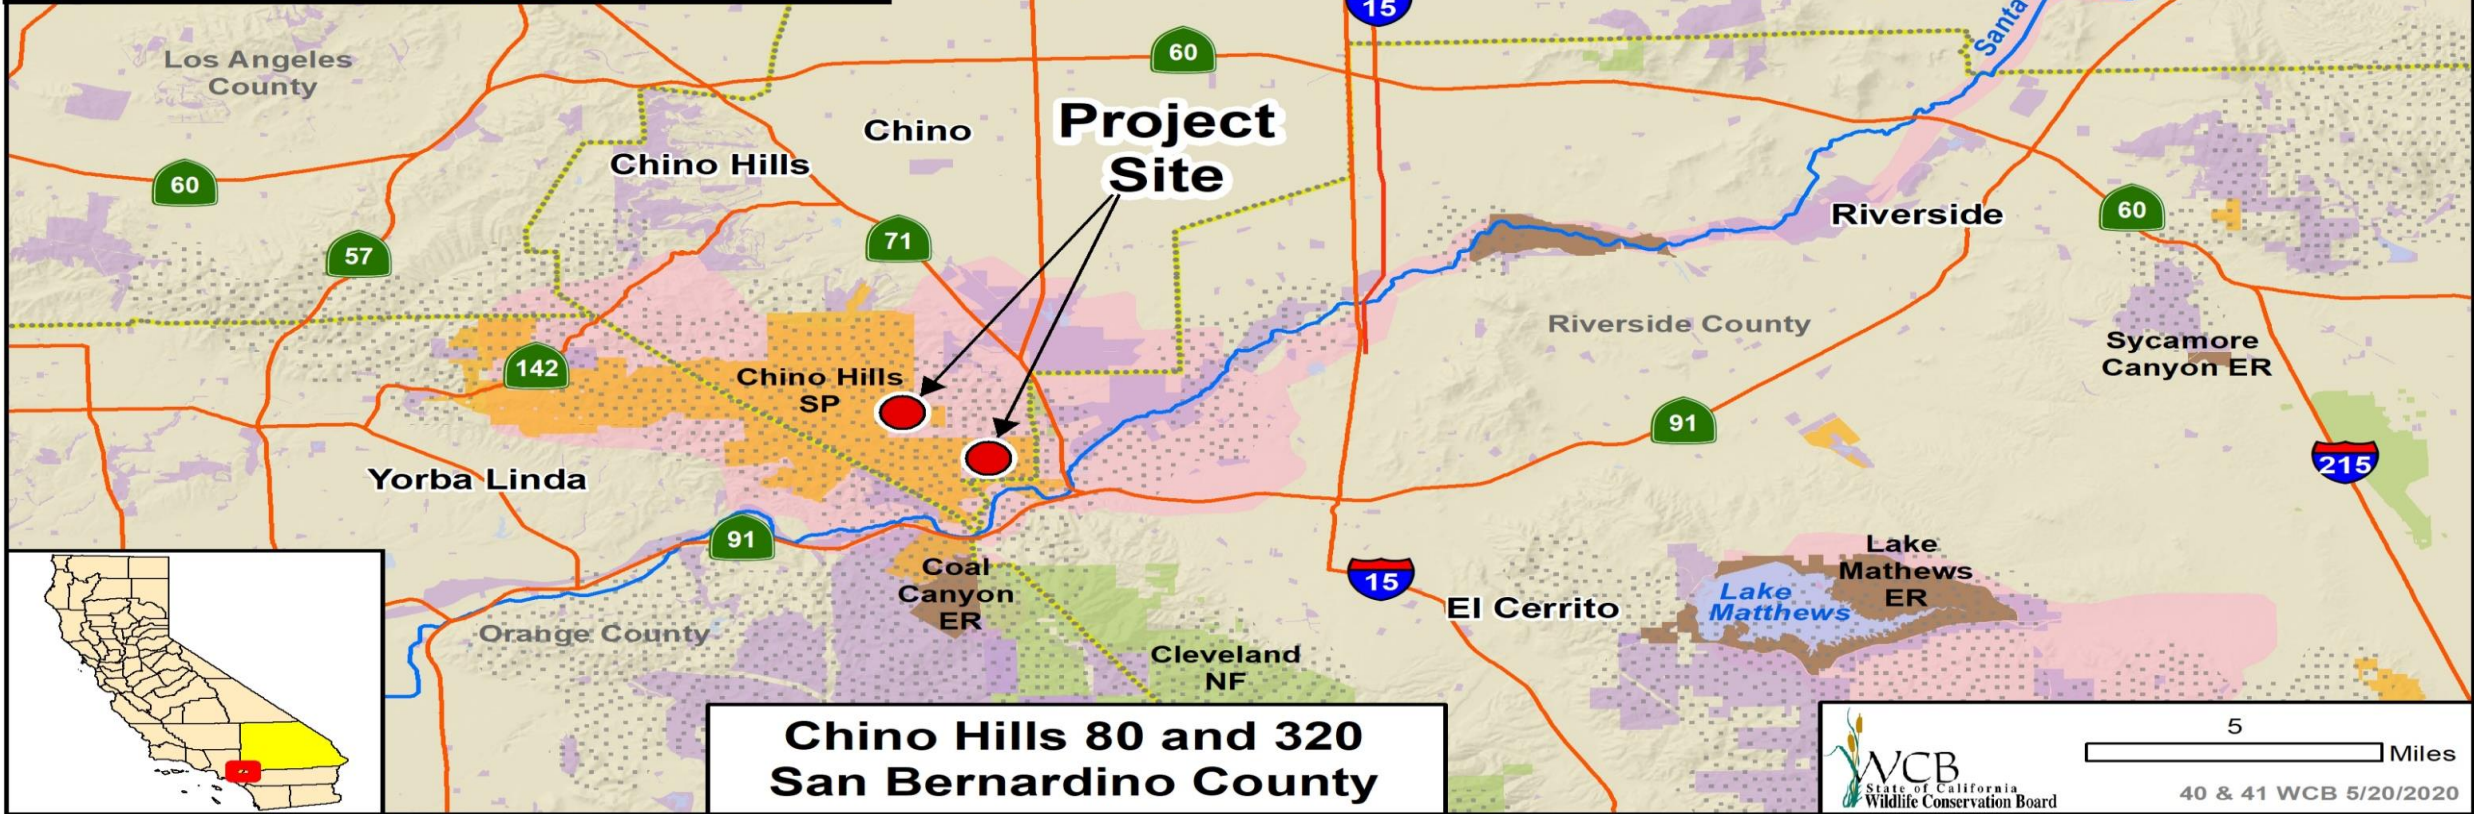 15
Santa
60
Los Angeles
County
Project
Site
Chino
Chino Hills
60
Riverside
60
71
57
Riverside County
Sycamore
Canyon ER
142
Chino Hills
SP
91
215
Yorba Linda
91
Lake
Mathews
ER
Coal
Canyon
ER
15
El Cerrito
Lake
Matthews
Orange County
Cleveland
NF
Chino Hills 80 and 320
San Bernardino County
5
Miles
WCB
State of California
Wildlife Conservation Board
40 & 41 WCB 5/20/2020